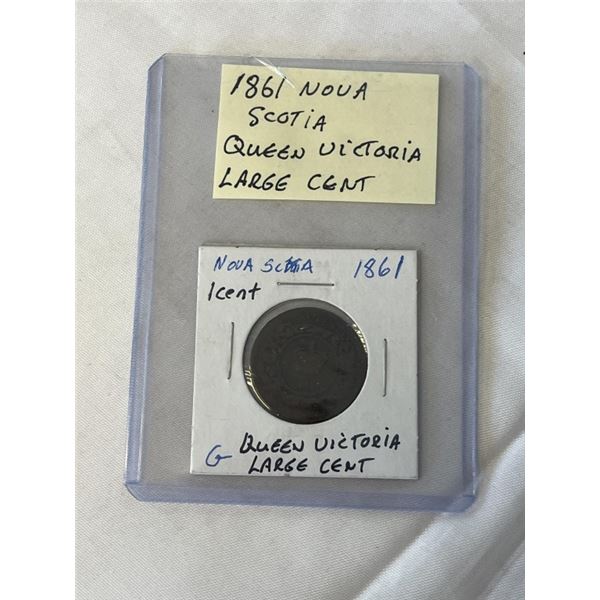 1861 NOVA
SCOTIA
QUEEN VICTORIA
LARGE CENT
NOVA SCOTIA 1861
1cent
G QUEEN VICTORIA
LARGE CENT